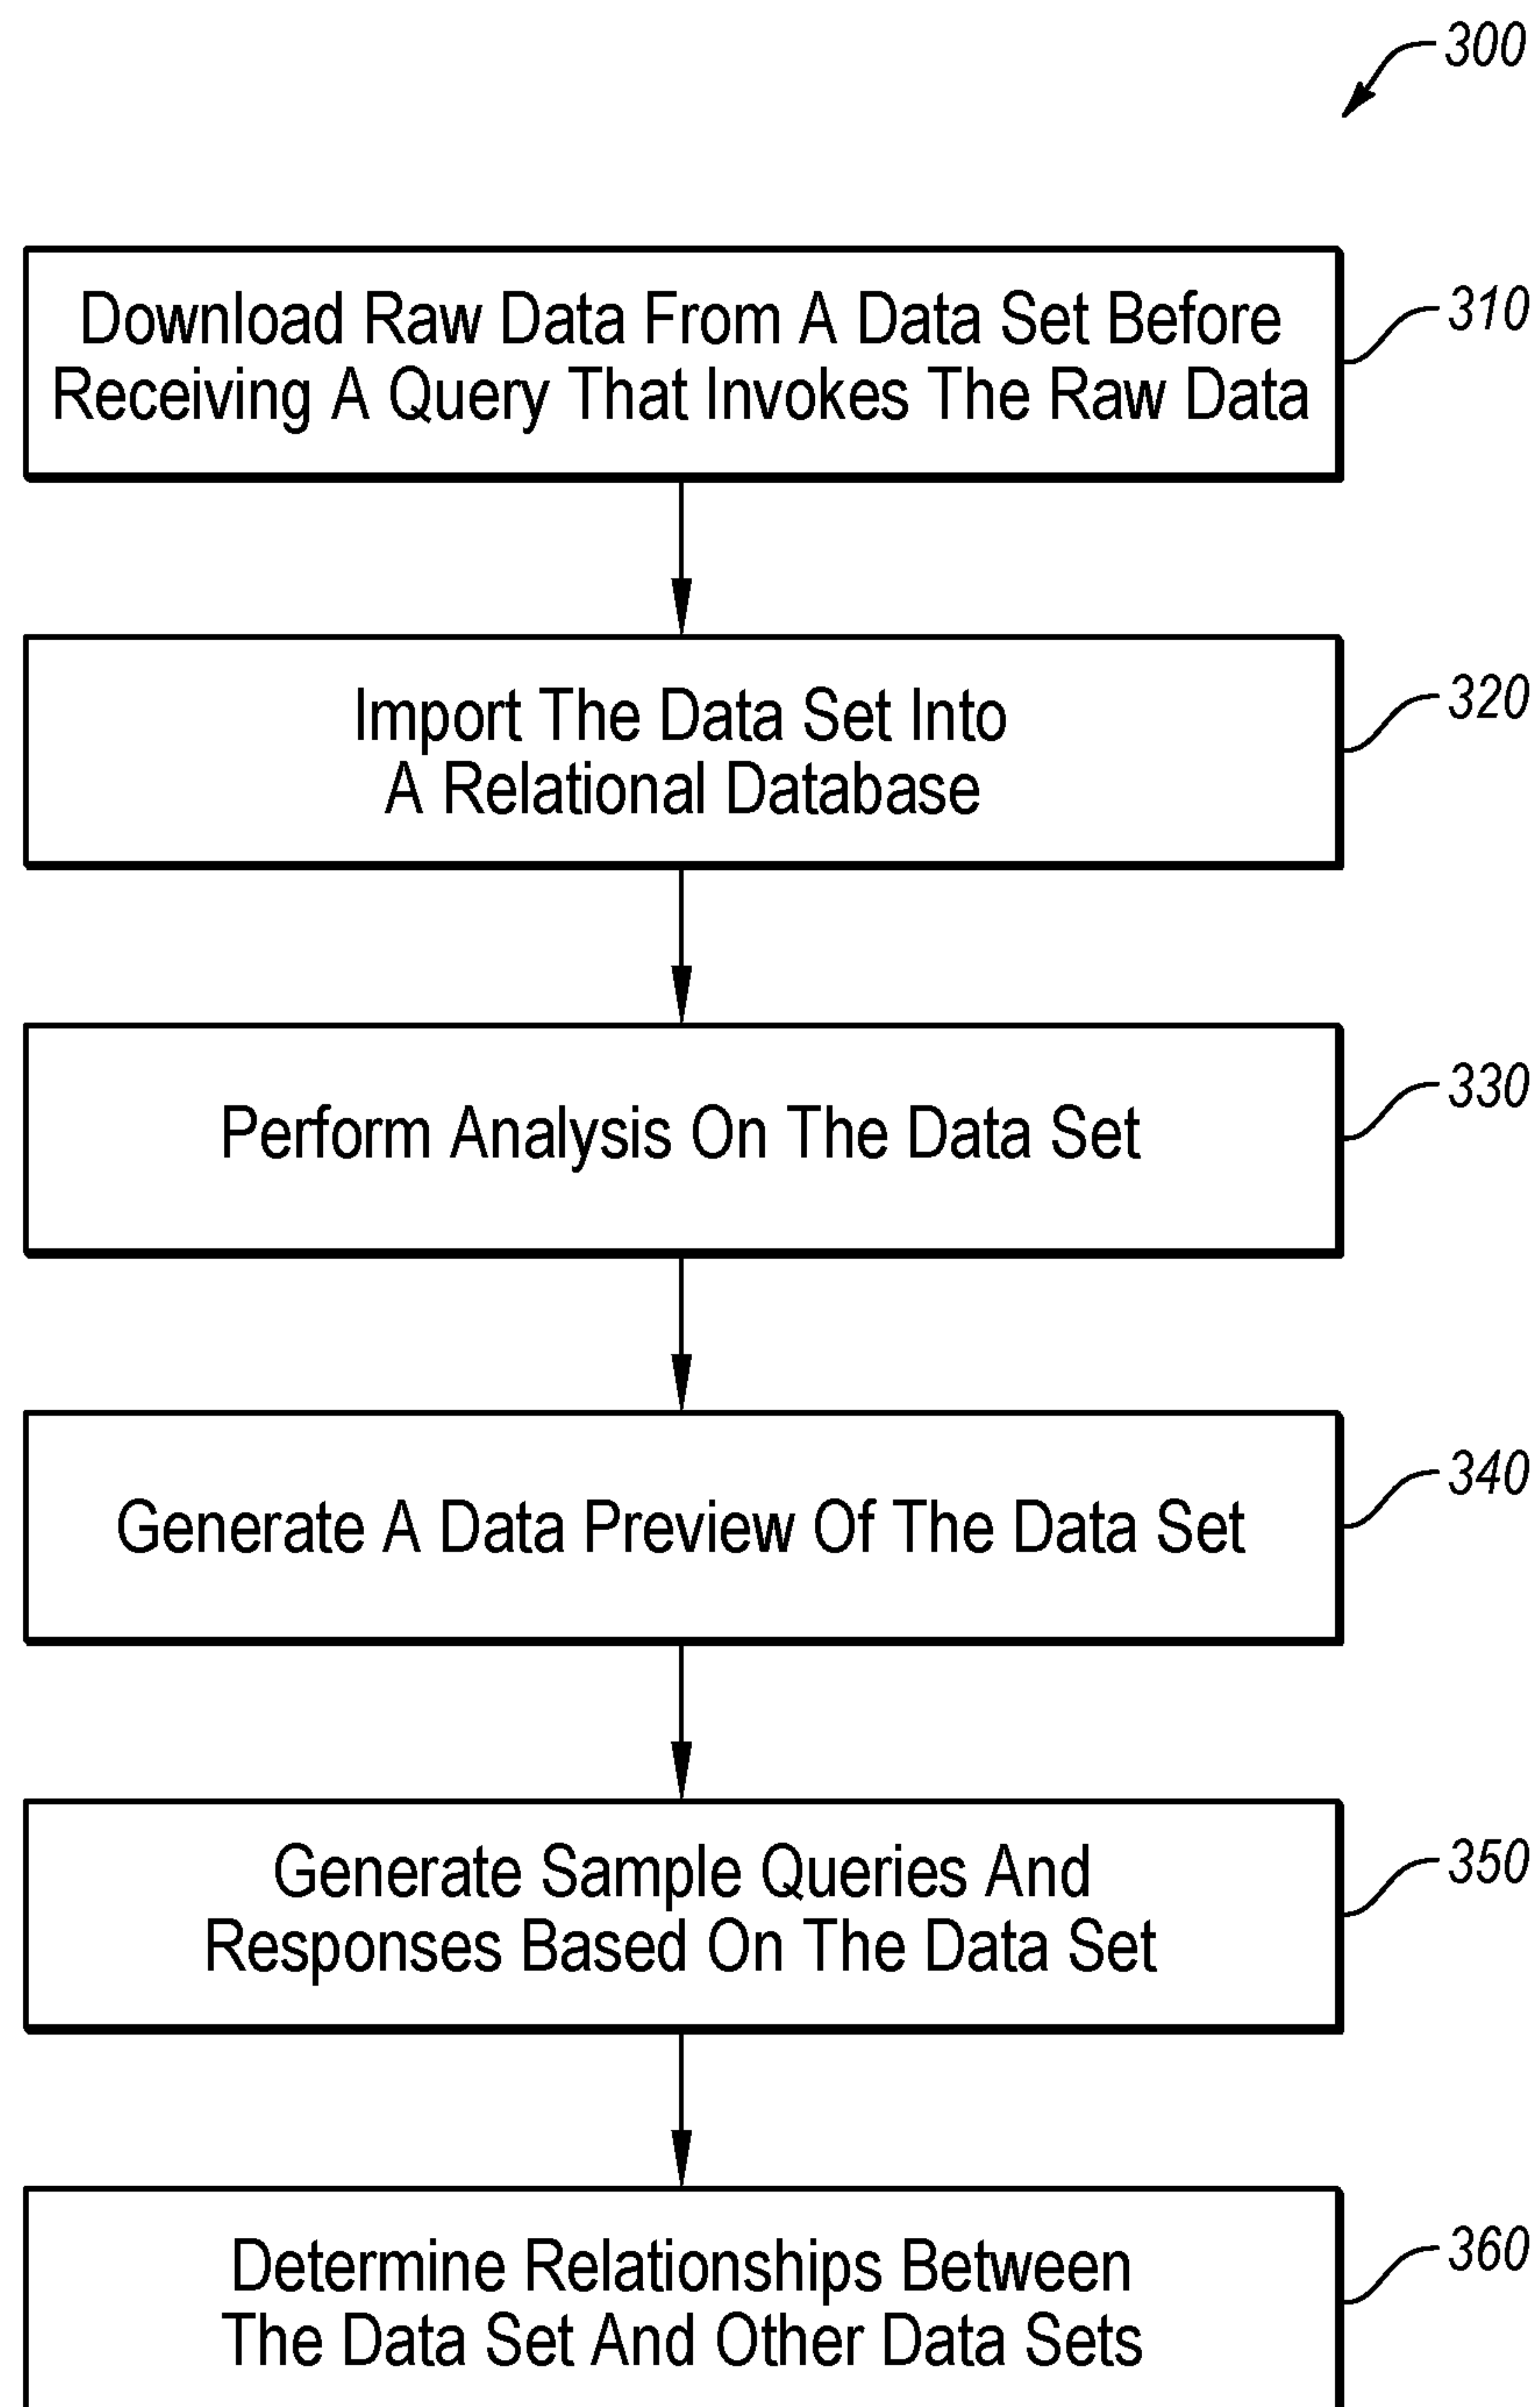 300
Download Raw Data From A Data Set Before
Receiving A Query That Invokes The Raw Data
310
Import The Data Set Into
A Relational Database
320
Perform Analysis On The Data Set
330
Generate A Data Preview Of The Data Set
340
Generate Sample Queries And
Responses Based On The Data Set
350
Determine Relationships Between
The Data Set And Other Data Sets
360